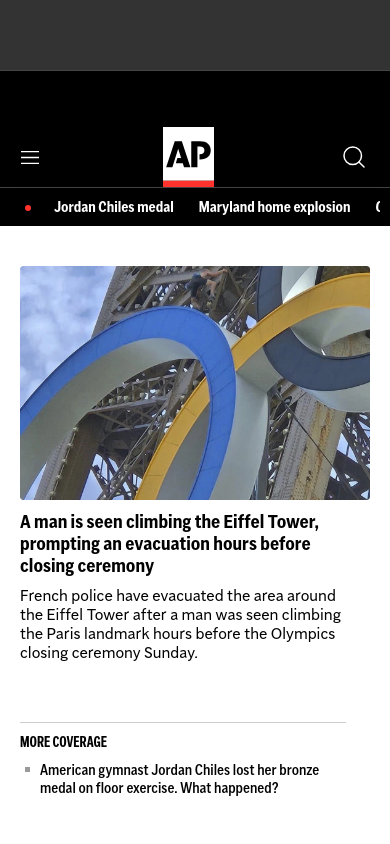 AP
Jordan Chiles medal Maryland home explosion
A man is seen climbing the Eiffel Tower,
prompting an evacuation hours before
closing ceremony
French police have evacuated the area around
the Eiffel Tower after a man was seen climbing
the Paris landmark hours before the Olympics
closing ceremony Sunday.
MORE COVERAGE
American gymnast Jordan Chiles lost her bronze
medal on floor exercise. What happened?